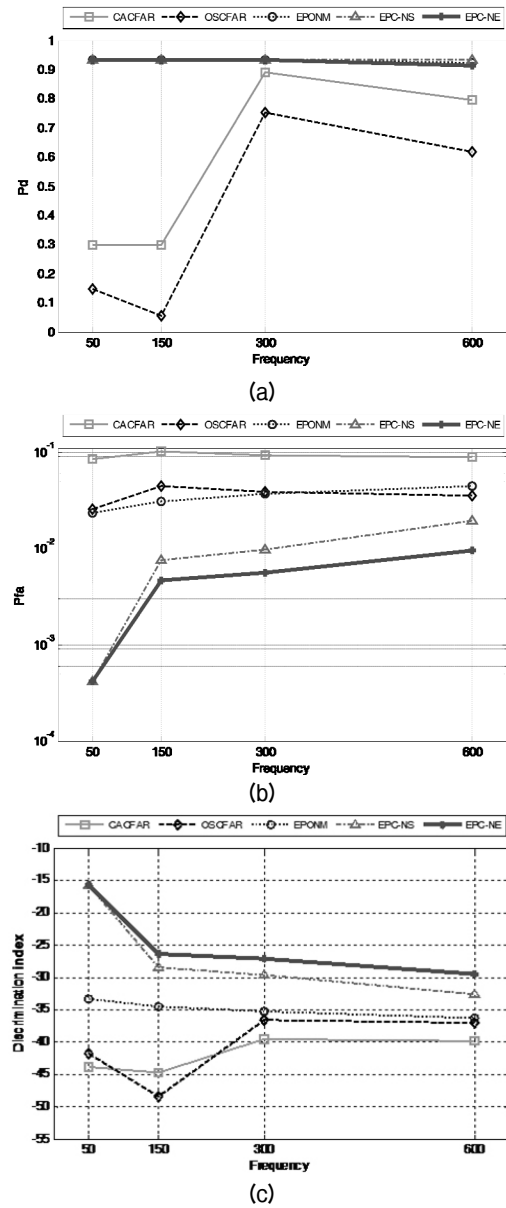 CACFAR OSCFAR EPONM EPC-NS EPC-NE
1
0.9
0.8
0.7
0.6
0.5
0.4
0.3
0.2
0.1
0
Pd
50 150 300 600
Frequency
(a)
CACFAR OSCFAR EPONM EPC-NS EPC-NE
10-1
10-2
10-3
10-4
Pfa
50 150 300 600
Frequency
(b)
CACFAR OSCFAR EPONM EPC-NS EPC-NE
-10
-15
-20
-25
-30
-35
-40
-45
-50
-55
Discrimination index
50 150 300 600
Frequency
(c)